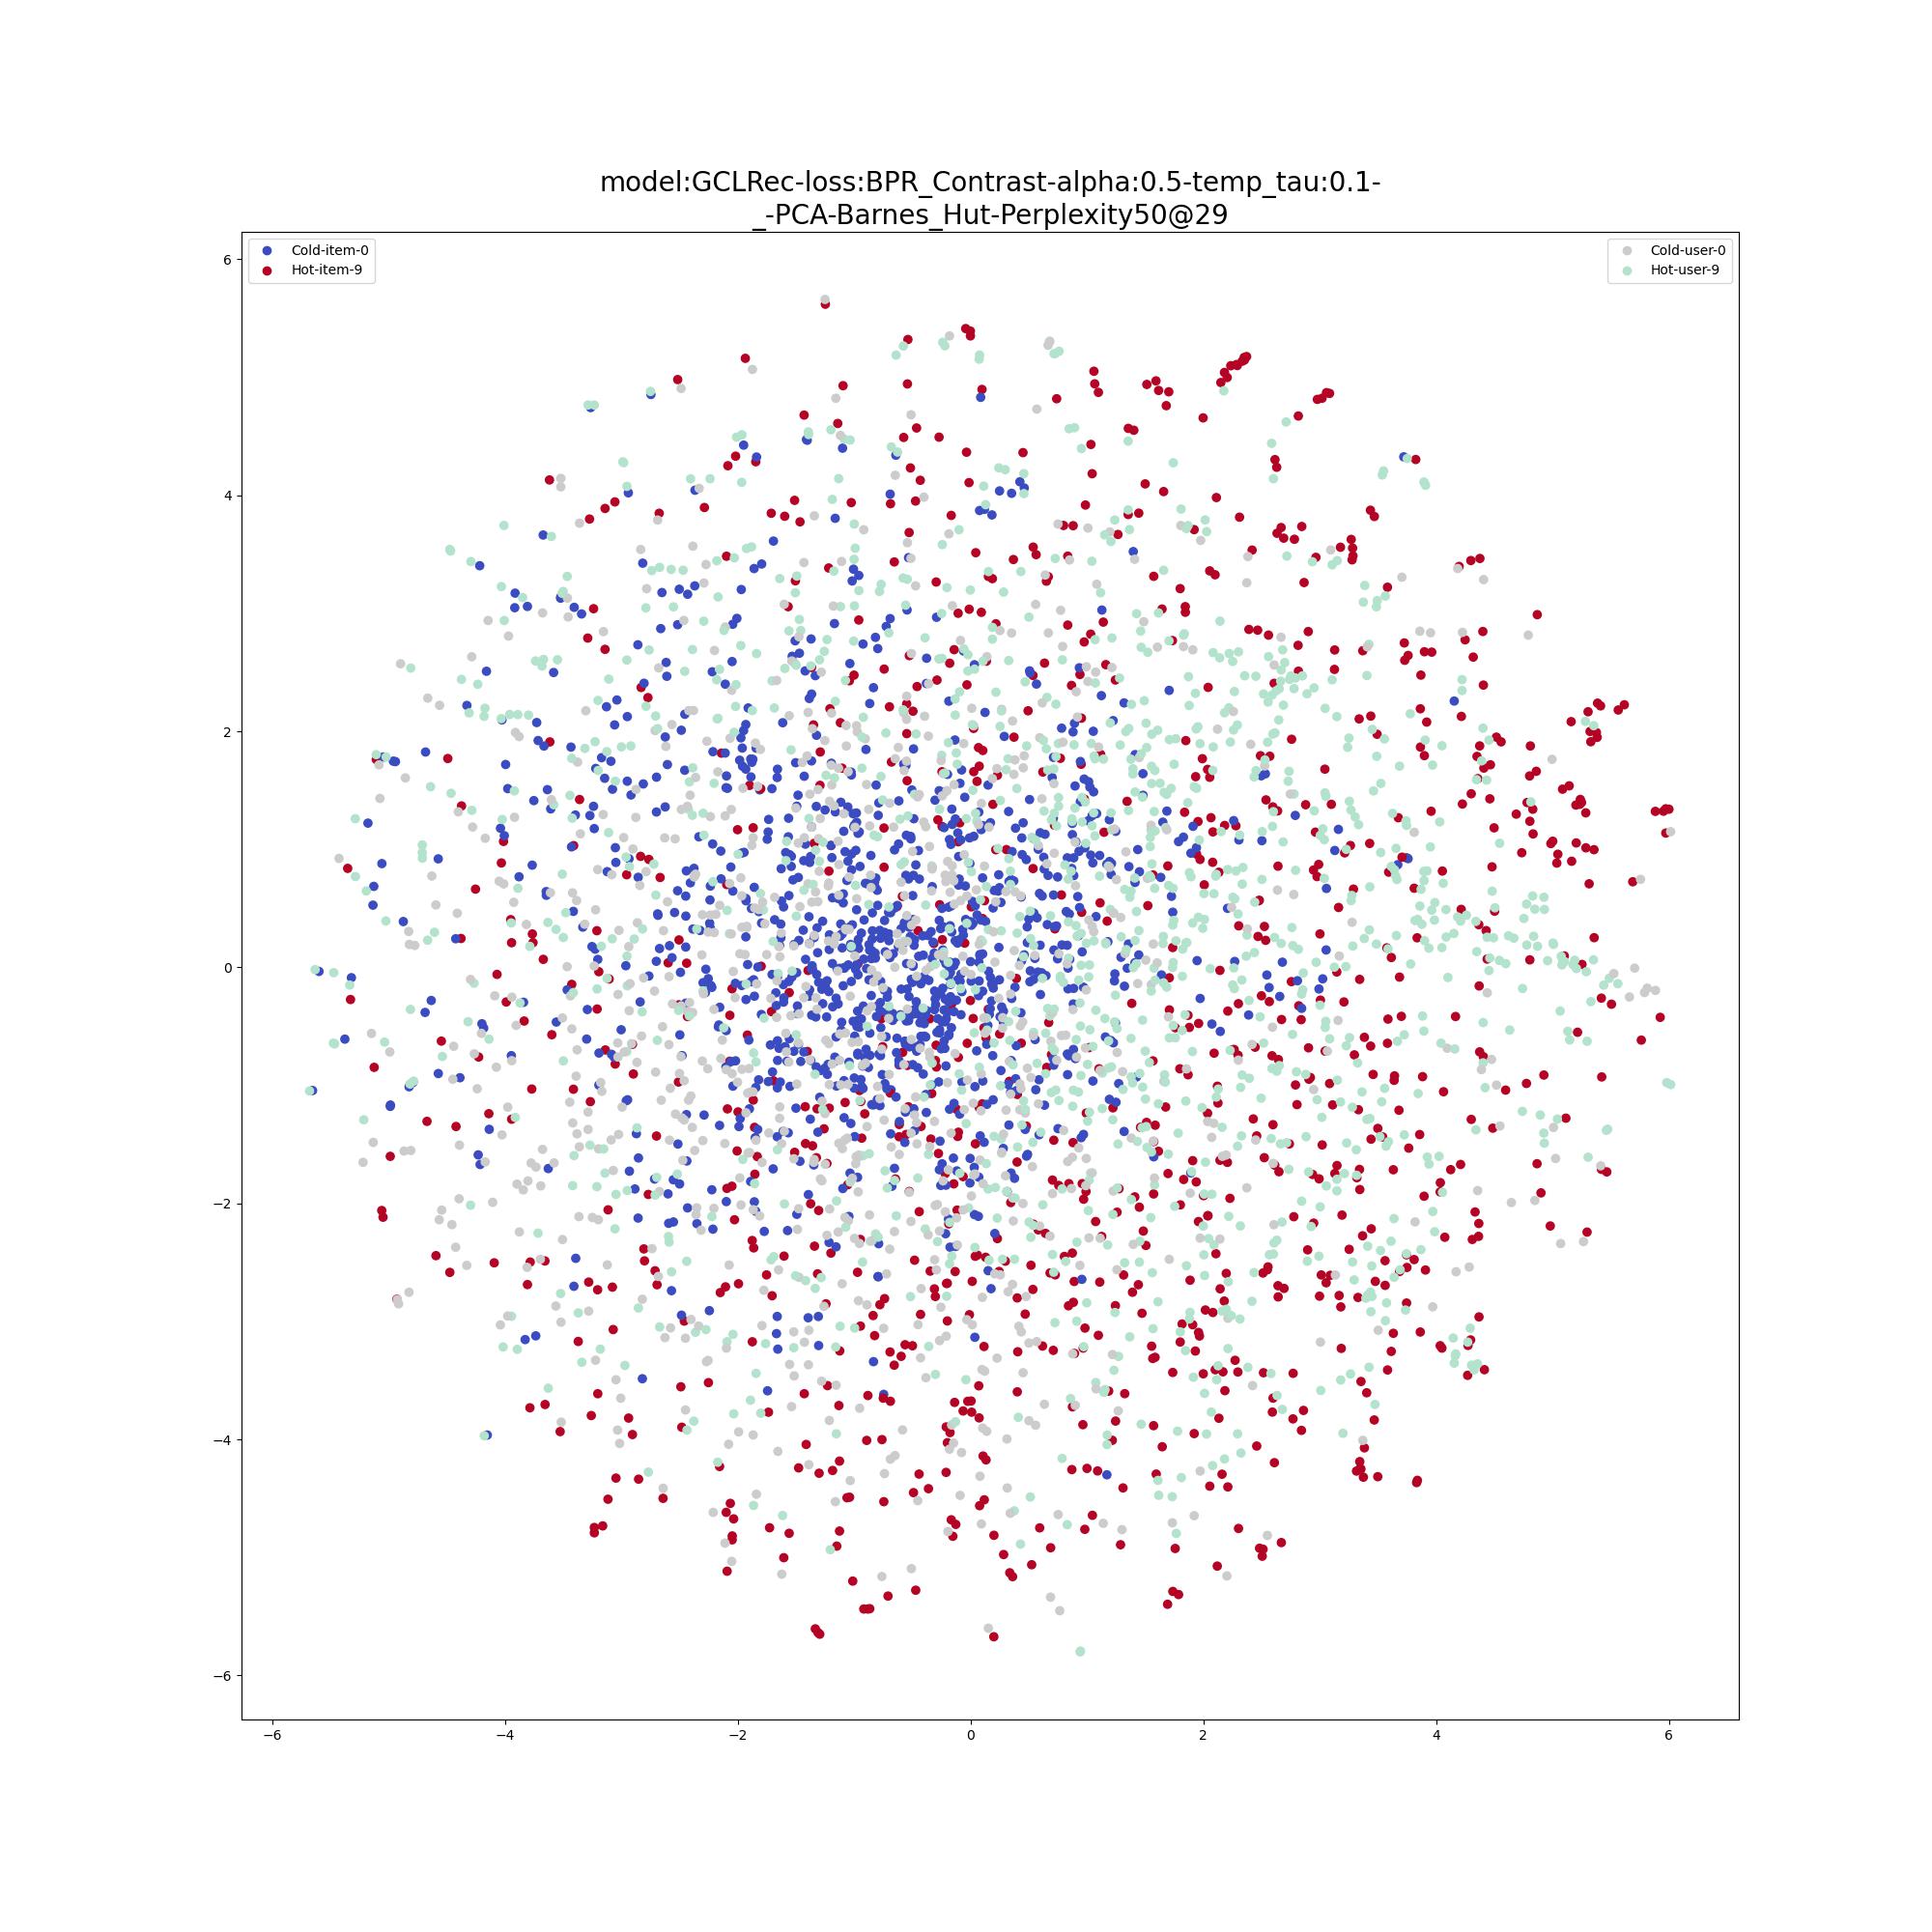 model:GCLRec-loss:BPR_Contrast-alpha:0.5-temp_tau:0.1-
_-PCA-Barnes_Hut-Perplexity50@29
Cold-item-0
Hot-item-9
Cold-user-0
Hot-user-9
6
4
2
0
−2
−4
−6
−6
−4
−2
0
2
4
6